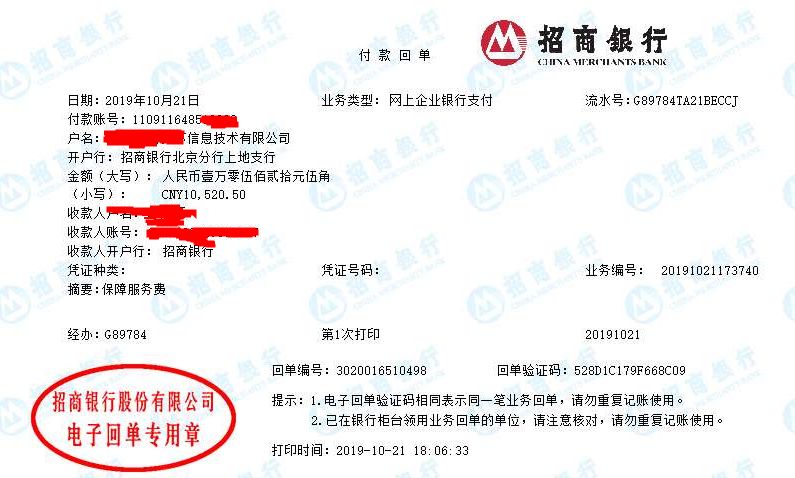 付 款 回 单
招商银行
CHINA MERCHANTS BANK
日期：2019年10月21日 业务类型：网上企业银行支付 流水号：G89784TA21BECCJ
付款账号：11091164850
户名： 信息技术有限公司
开户行：招商银行北京分行上地支行
金额（大写）： 人民币壹万零伍佰贰拾元伍角
（小写）： CNY10,520.50
收款人户名：
收款人账号：
收款人开户行： 招商银行
凭证种类： 凭证号码： 业务编号： 20191021173740
摘要:保障服务费
经办：G89784 第1次打印 20191021
回单编号：3020016510498 回单验证码：528D1C179F668C09
招商银行股份有限公司
电子回单专用章
提示：1.电子回单验证码相同表示同一笔业务回单，请勿重复记账使用。
2.已在银行柜台领用业务回单的单位，请注意核对，请勿重复记账使用。
打印时间：2019-10-21 18:06:33